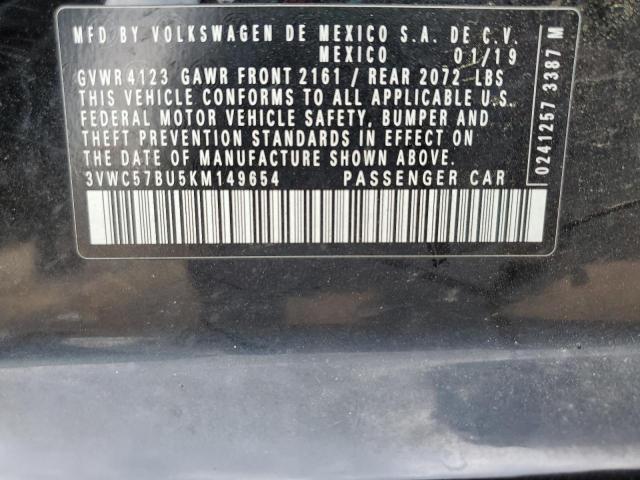 MFD BY VOLKSWAGEN DE MEXICO S.A. DE C.V.
MEXICO 01/19
GVWR 4123 GAWR FRONT 2161 / REAR 2072 LBS
THIS VEHICLE CONFORMS TO ALL APPLICABLE U.S.
FEDERAL MOTOR VEHICLE SAFETY, BUMPER AND
THEFT PREVENTION STANDARDS IN EFFECT ON
THE DATE OF MANUFACTURE SHOWN ABOVE.
3VWC57BU5KM149654 PASSENGER CAR
0241257 3387 M